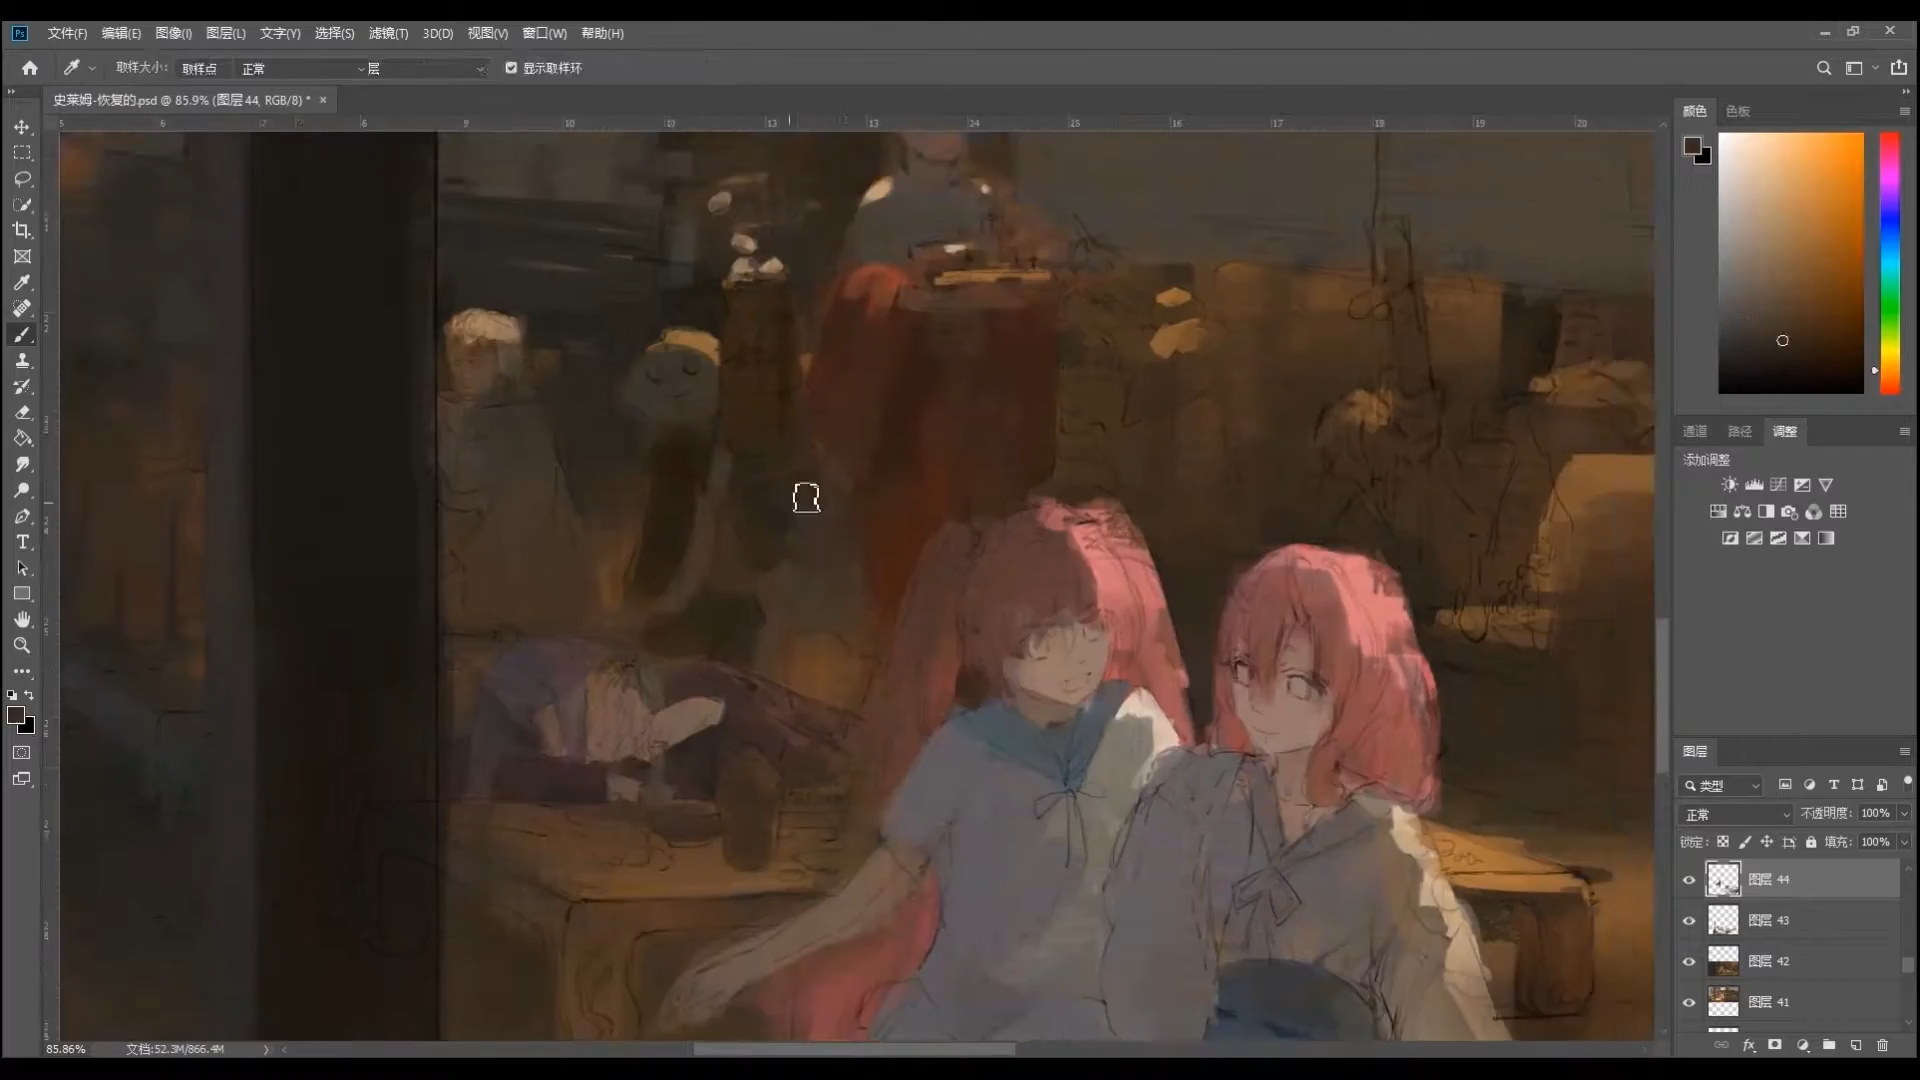 Ps 文件(F) 编辑(E) 图像(I) 图层(L) 文字(Y) 选择(S) 滤镜(T) 3D(D) 视图(V) 窗口(W) 帮助(H)
取样大小: 取样点 正常 层 显示取样环
史莱姆-恢复的.psd @ 85.9% (图层 44, RGB/8) * ×
颜色 色板
通道 路径 调整
添加调整
图层
类型
正常 不透明度: 100%
锁定: 填充: 100%
图层 44
图层 43
图层 42
图层 41
85.86% 文档:52.3M/866.4M